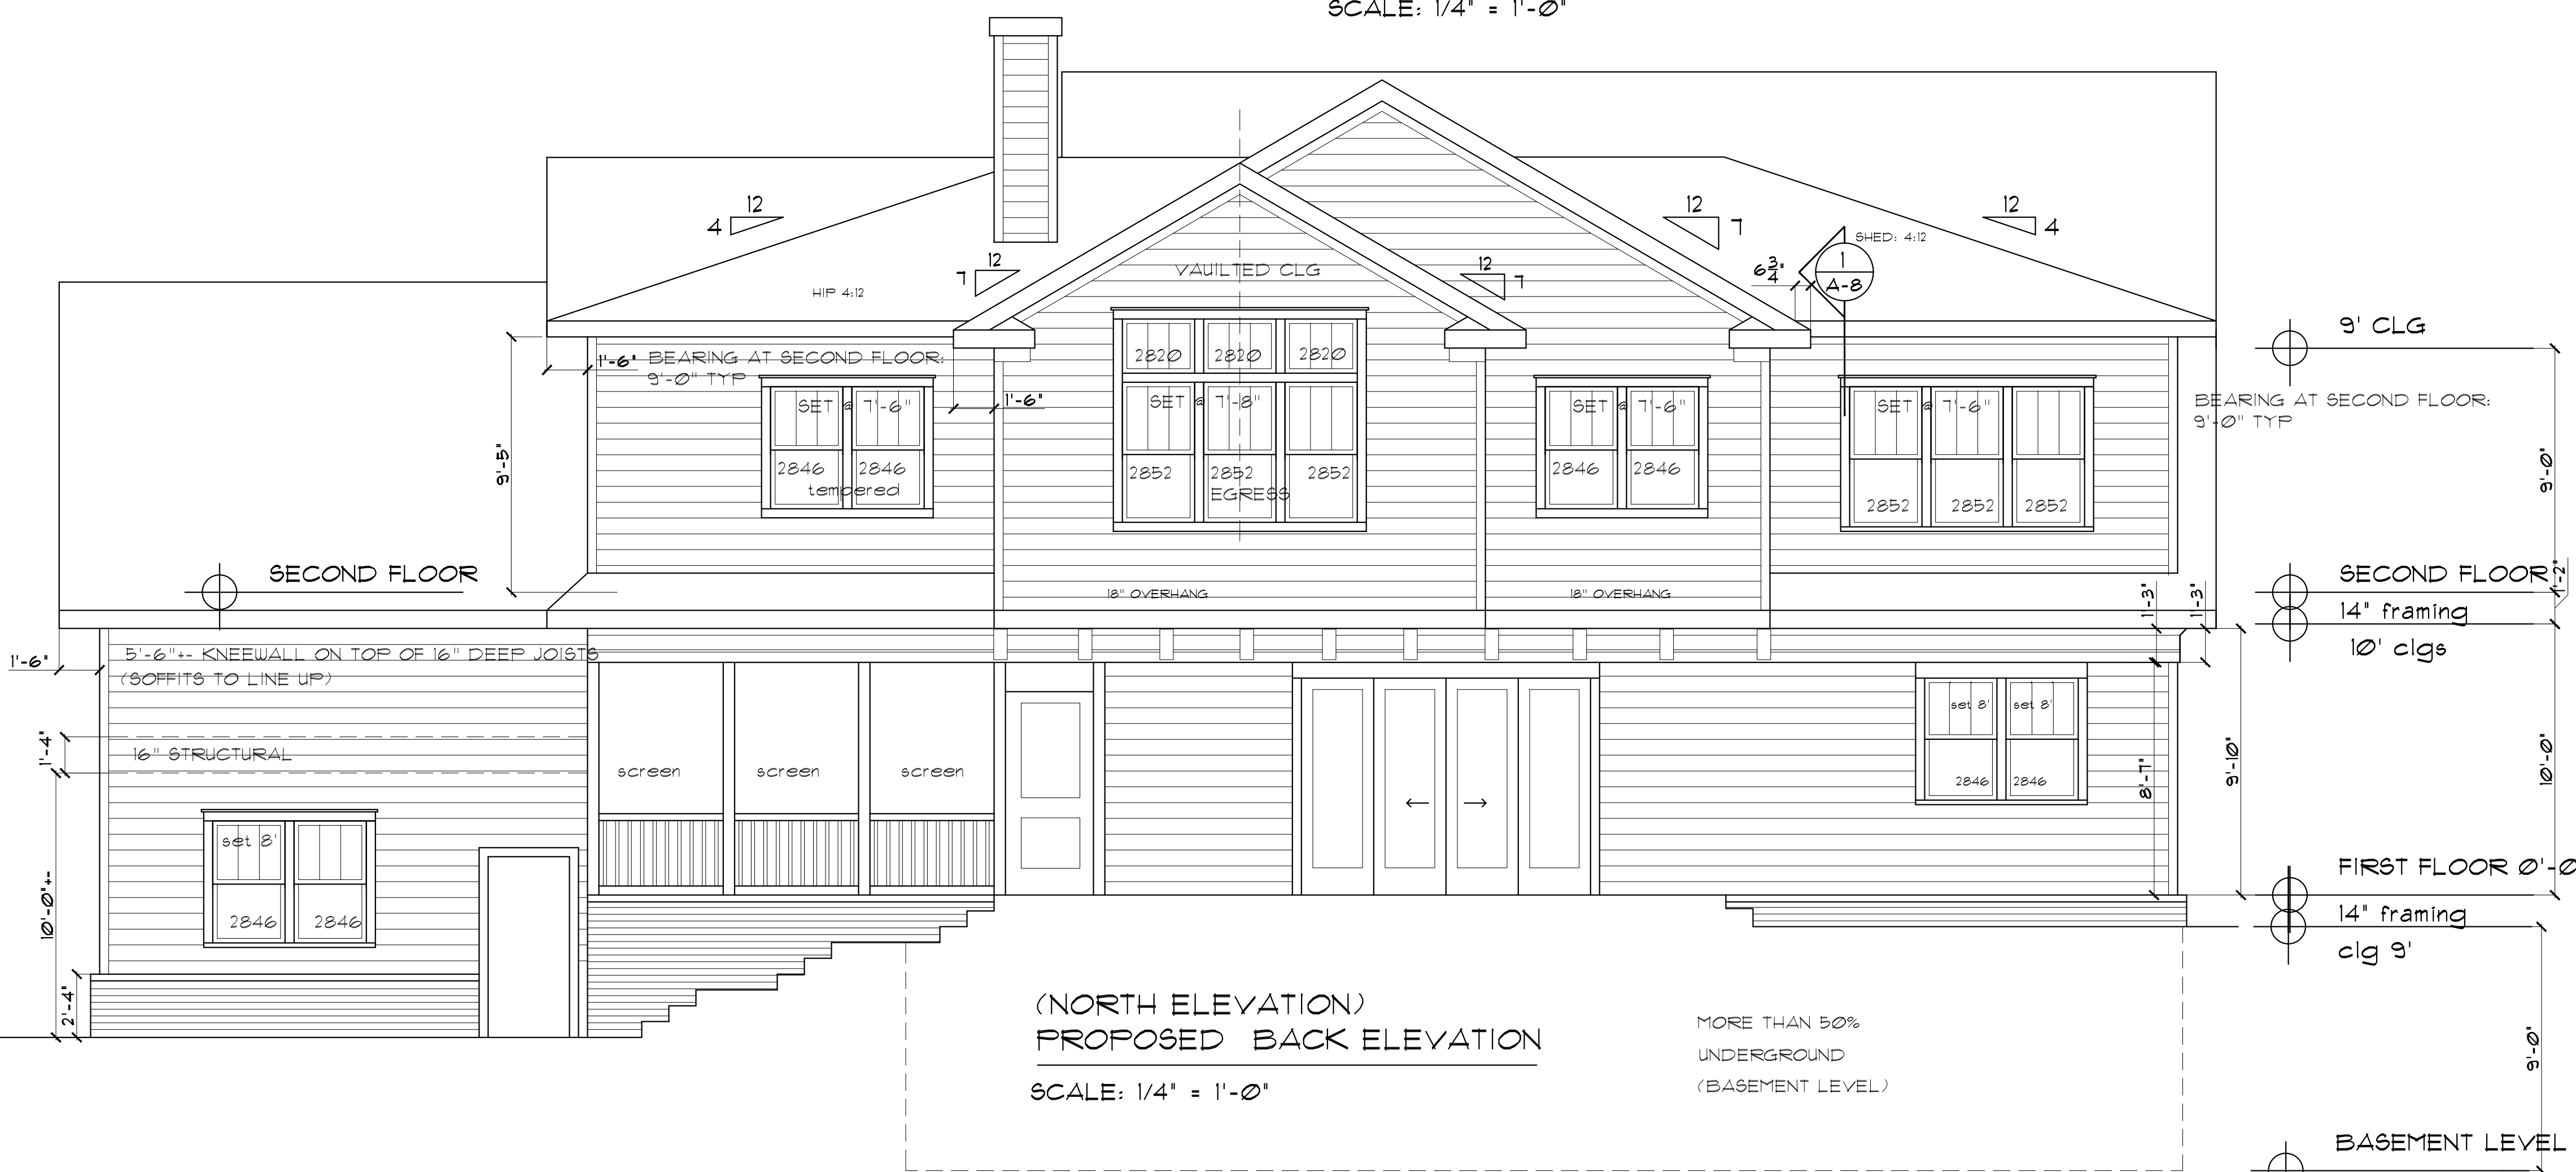 SCALE: 1/4" = 1'-0"
12
4
12
7
12
4
SHED: 4:12
6 3/4"
1
A-8
12
7
VAUILTED CLG
12
7
HIP 4:12
9' CLG
1'-6"
BEARING AT SECOND FLOOR:
9'-0" TYP
2820
2820
2820
1'-6"
SET @ 7'-6"
SET @ 7'-8"
SET @ 7'-6"
SET @ 7'-6"
BEARING AT SECOND FLOOR:
9'-0" TYP
9'-5"
2846
2846
tempered
2852
2852
2852
EGRESS
2846
2846
2852
2852
2852
9'-0"
SECOND FLOOR
18" OVERHANG
18" OVERHANG
1'-3"
1'-3"
SECOND FLOOR
1'-2"
14" framing
10' clgs
1'-6"
5'-6"+- KNEEWALL ON TOP OF 16" DEEP JOISTS
(SOFFITS TO LINE UP)
1'-4"
16" STRUCTURAL
screen
screen
screen
set 8'
set 8'
2846
2846
8'-7"
9'-10"
10'-0"
set 8'
2846
2846
10'-0"+-
2'-4"
FIRST FLOOR 0'-0
14" framing
clg 9'
(NORTH ELEVATION)
PROPOSED BACK ELEVATION
SCALE: 1/4" = 1'-0"
MORE THAN 50%
UNDERGROUND
(BASEMENT LEVEL)
9'-0"
BASEMENT LEVEL